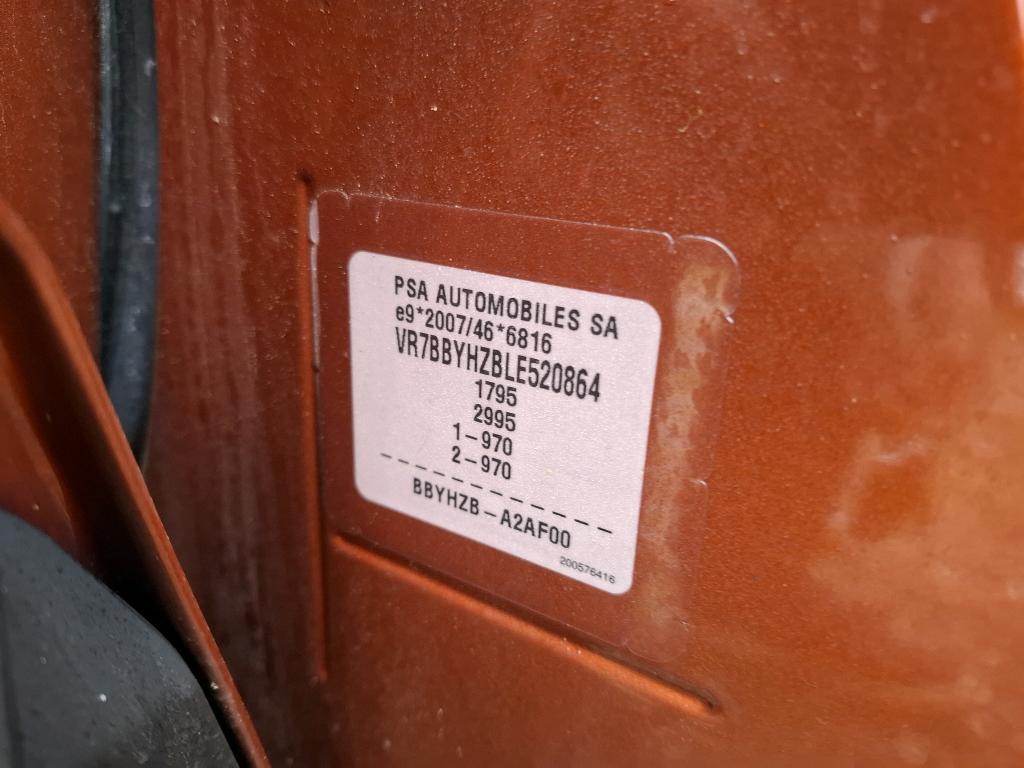 PSA AUTOMOBILES SA
e9*2007/46*6816
VR7BBYHZBLE520864
1795
2995
1-970
2-970
BBYHZB-A2AF00
200576416